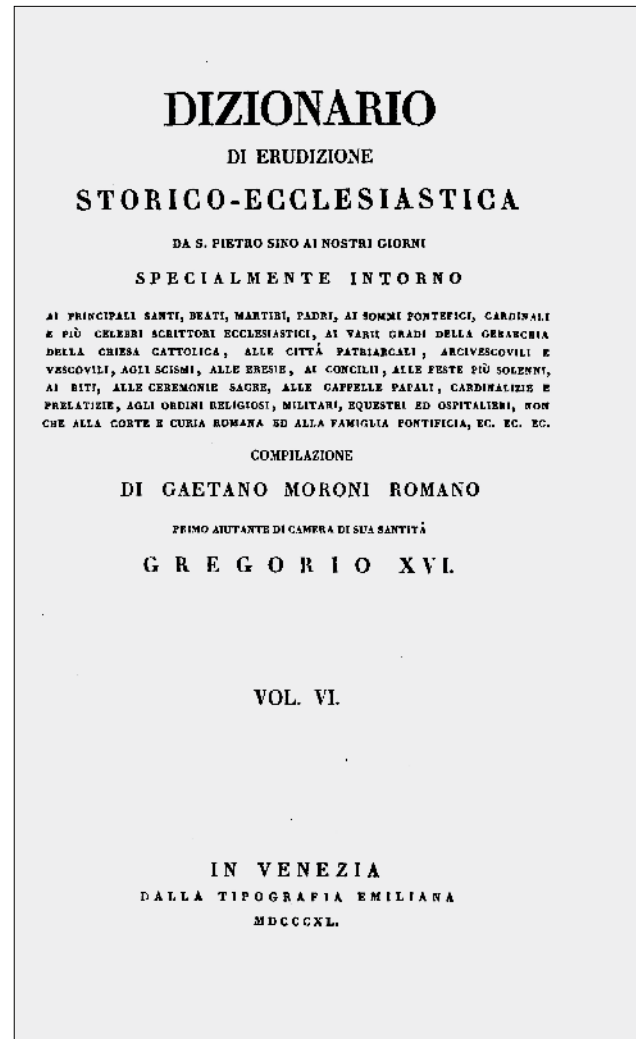 DIZIONARIO
DI ERUDIZIONE
STORICO-ECCLESIASTICA
DA S. PIETRO SINO AI NOSTRI GIORNI
SPECIALMENTE INTORNO
AI PRINCIPALI SANTI, BEATI, MARTIRI, PADRI, AI SOMMI PONTEFICI, CARDINALI
E PIÙ CELEBRI SCRITTORI ECCLESIASTICI, AI VARII GRADI DELLA GERARCHIA
DELLA CHIESA CATTOLICA, ALLE CITTÀ PATRIARCALI, ARCIVESCOVILI E
VESCOVILI, AGLI SCISMI, ALLE ERESIE, AI CONCILII, ALLE FESTE PIÙ SOLENNI,
AI RITI, ALLE CEREMONIE SACRE, ALLE CAPPELLE PAPALI, CARDINALIZIE E
PRELATIZIE, AGLI ORDINI RELIGIOSI, MILITARI, EQUESTRI ED OSPITALIERI, NON
CHE ALLA CORTE E CURIA ROMANA ED ALLA FAMIGLIA PONTIFICIA, EC. EC. EC.
COMPILAZIONE
DI GAETANO MORONI ROMANO
PRIMO AIUTANTE DI CAMERA DI SUA SANTITÀ
GREGORIO XVI.
VOL. VI.
IN VENEZIA
DALLA TIPOGRAFIA EMILIANA
MDCCCXL.